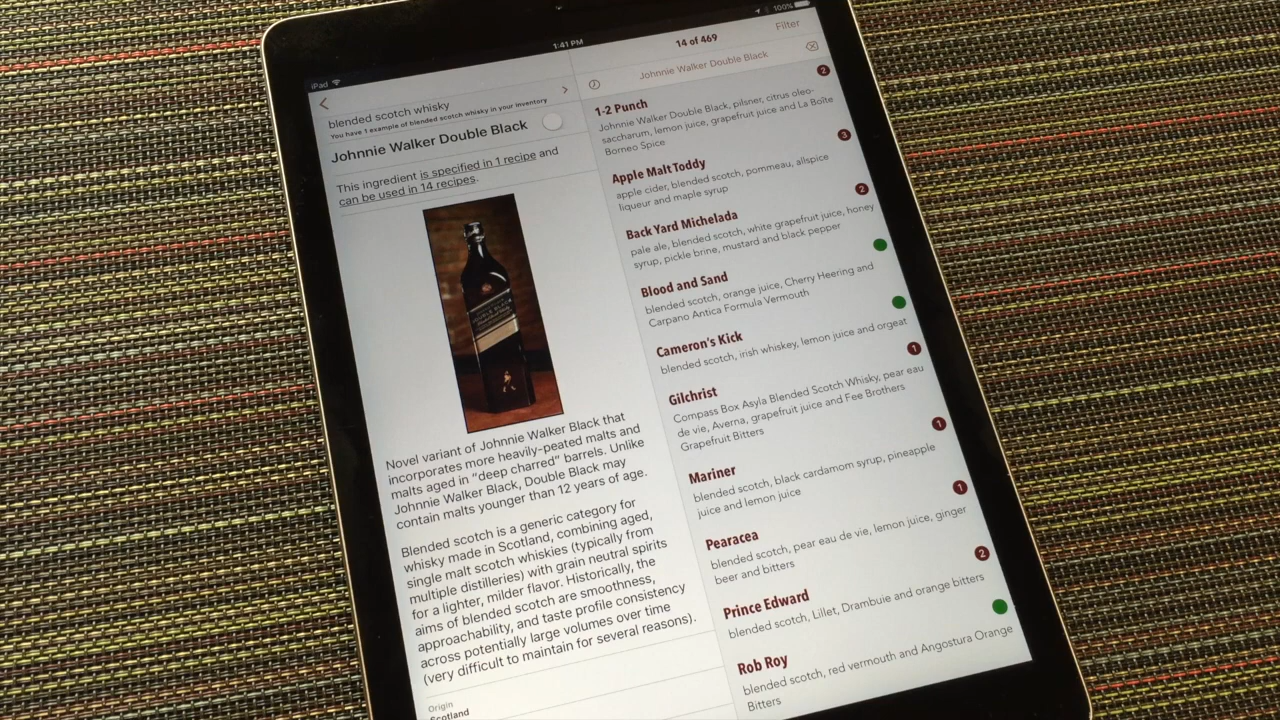 iPad
1:41 PM
100%
blended scotch whisky
You have 1 example of blended scotch whisky in your inventory
Johnnie Walker Double Black
This ingredient is specified in 1 recipe and
can be used in 14 recipes.
Novel variant of Johnnie Walker Black that
incorporates more heavily-peated malts and
malts aged in “deep charred” barrels. Unlike
Johnnie Walker Black, Double Black may
contain malts younger than 12 years of age.
Blended scotch is a generic category for
whisky made in Scotland, combining aged,
single malt scotch whiskies (typically from
multiple distilleries) with grain neutral spirits
for a lighter, milder flavor. Historically, the
aims of blended scotch are smoothness,
approachability, and taste profile consistency
across potentially large volumes over time
(very difficult to maintain for several reasons).
Origin
Scotland
14 of 469
Filter
Johnnie Walker Double Black
1-2 Punch
2
Johnnie Walker Double Black, pilsner, citrus oleo-
saccharum, lemon juice, grapefruit juice and La Boîte
Borneo Spice
Apple Malt Toddy
3
apple cider, blended scotch, pommeau, allspice
liqueur and maple syrup
Back Yard Michelada
2
pale ale, blended scotch, white grapefruit juice, honey
syrup, pickle brine, mustard and black pepper
Blood and Sand
blended scotch, orange juice, Cherry Heering and
Carpano Antica Formula Vermouth
Cameron's Kick
blended scotch, irish whiskey, lemon juice and orgeat
Gilchrist
1
Compass Box Asyla Blended Scotch Whisky, pear eau
de vie, Averna, grapefruit juice and Fee Brothers
Grapefruit Bitters
Mariner
1
blended scotch, black cardamom syrup, pineapple
juice and lemon juice
Pearacea
1
blended scotch, pear eau de vie, lemon juice, ginger
beer and bitters
Prince Edward
2
blended scotch, Lillet, Drambuie and orange bitters
Rob Roy
blended scotch, red vermouth and Angostura Orange
Bitters